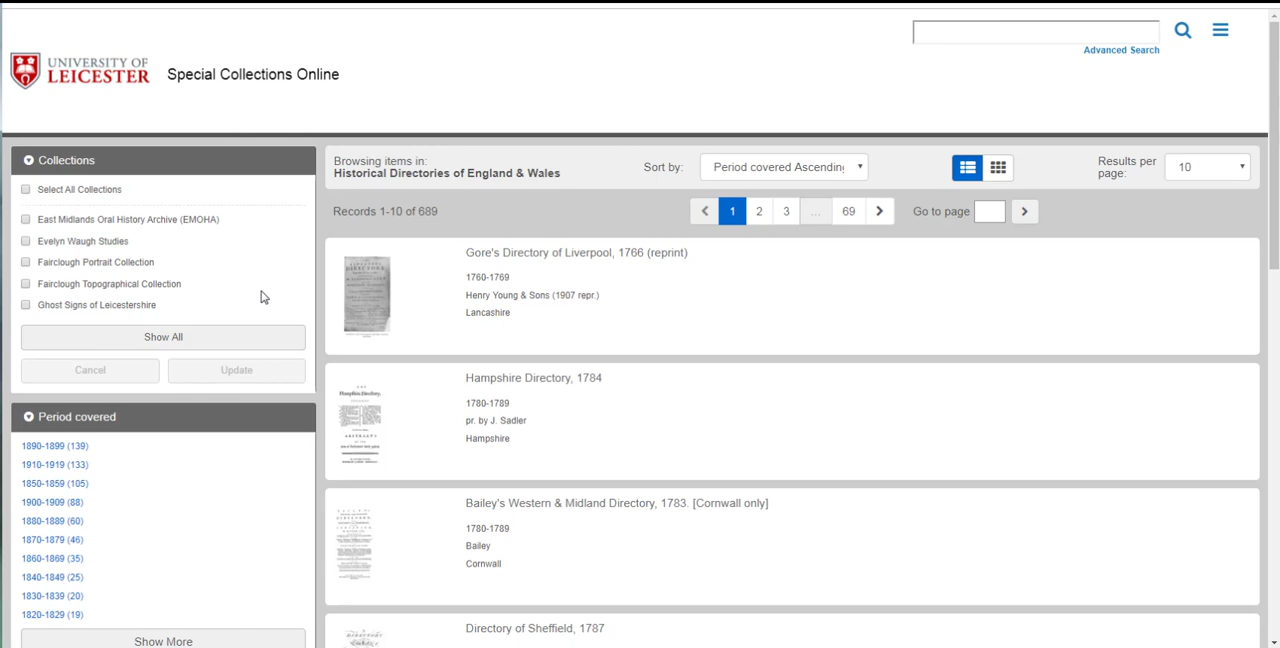 UNIVERSITY OF
LEICESTER
Special Collections Online
Advanced Search
Collections
Select All Collections
East Midlands Oral History Archive (EMOHA)
Evelyn Waugh Studies
Fairclough Portrait Collection
Fairclough Topographical Collection
Ghost Signs of Leicestershire
Show All
Cancel
Update
Period covered
1890-1899 (139)
1910-1919 (133)
1850-1859 (105)
1900-1909 (88)
1880-1889 (60)
1870-1879 (46)
1860-1869 (35)
1840-1849 (25)
1830-1839 (20)
1820-1829 (19)
Show More
Browsing items in:
Historical Directories of England & Wales
Sort by:
Period covered Ascending
Results per
page:
10
Records 1-10 of 689
1 2 3 ... 69
Go to page
Gore's Directory of Liverpool, 1766 (reprint)
1760-1769
Henry Young & Sons (1907 repr.)
Lancashire
Hampshire Directory, 1784
1780-1789
pr. by J. Sadler
Hampshire
Bailey's Western & Midland Directory, 1783. [Cornwall only]
1780-1789
Bailey
Cornwall
Directory of Sheffield, 1787